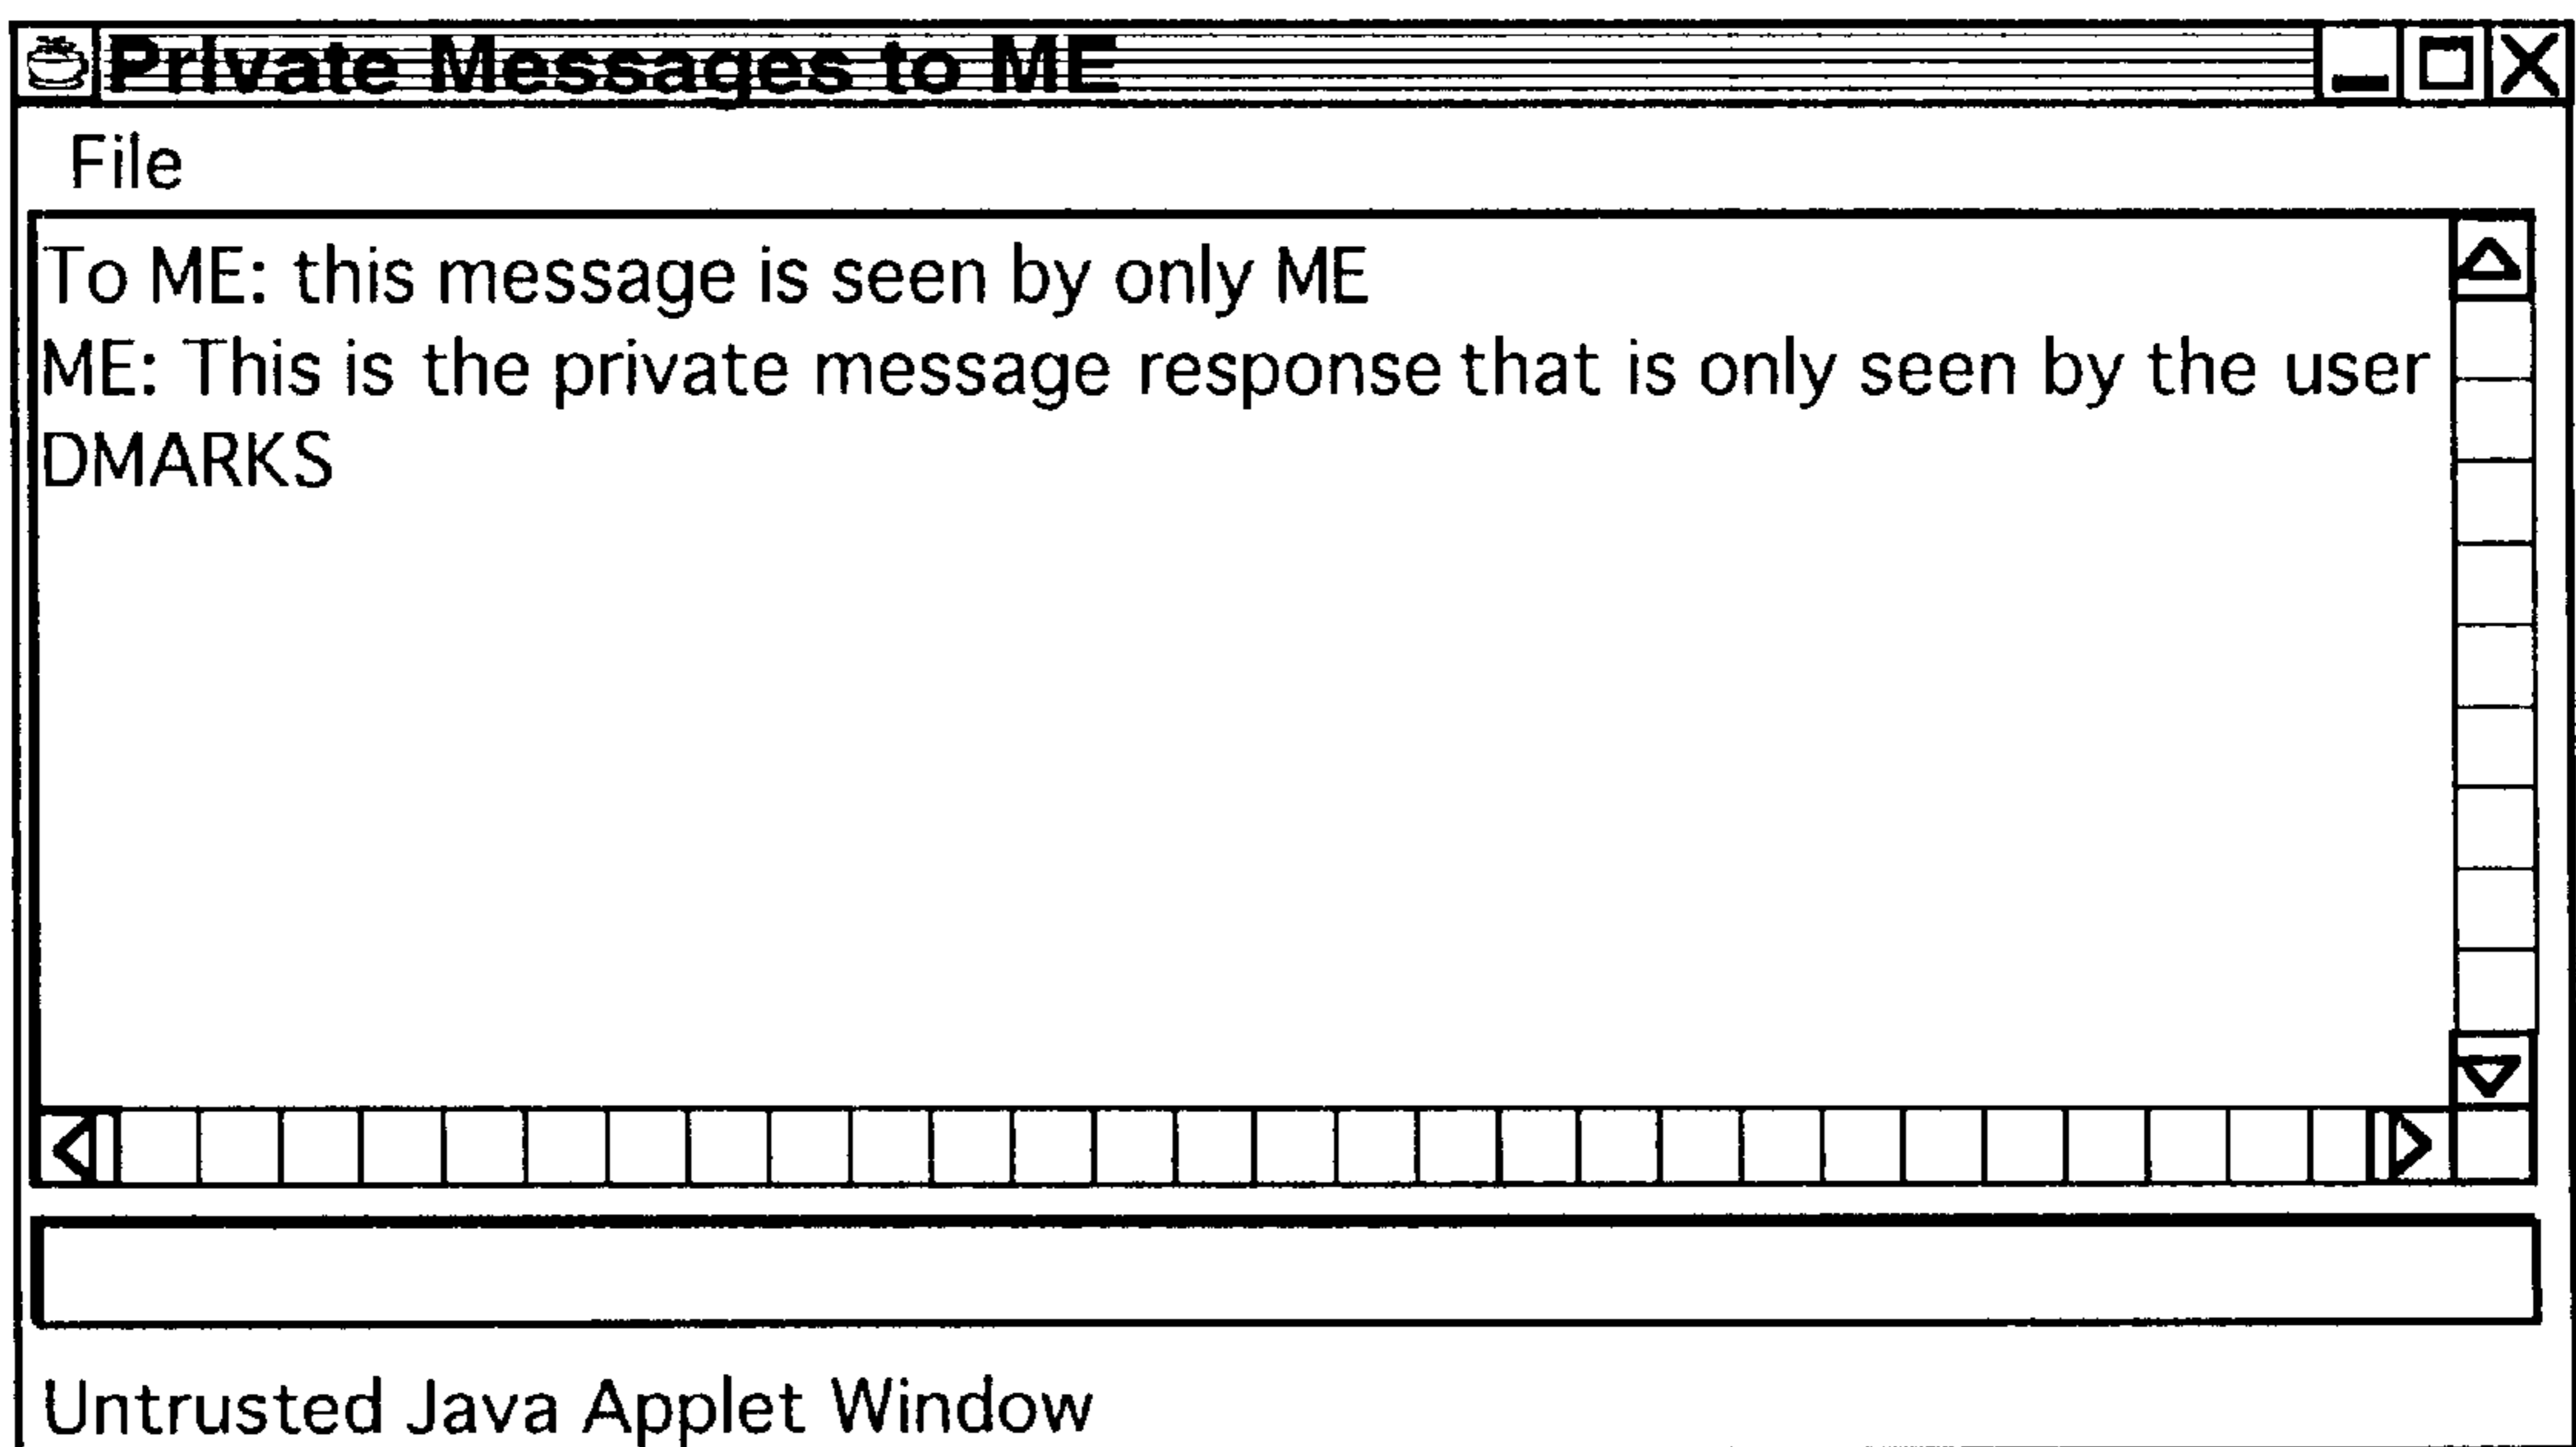 Private Messages to ME
File
To ME: this message is seen by only ME
ME: This is the private message response that is only seen by the user
DMARKS
Untrusted Java Applet Window